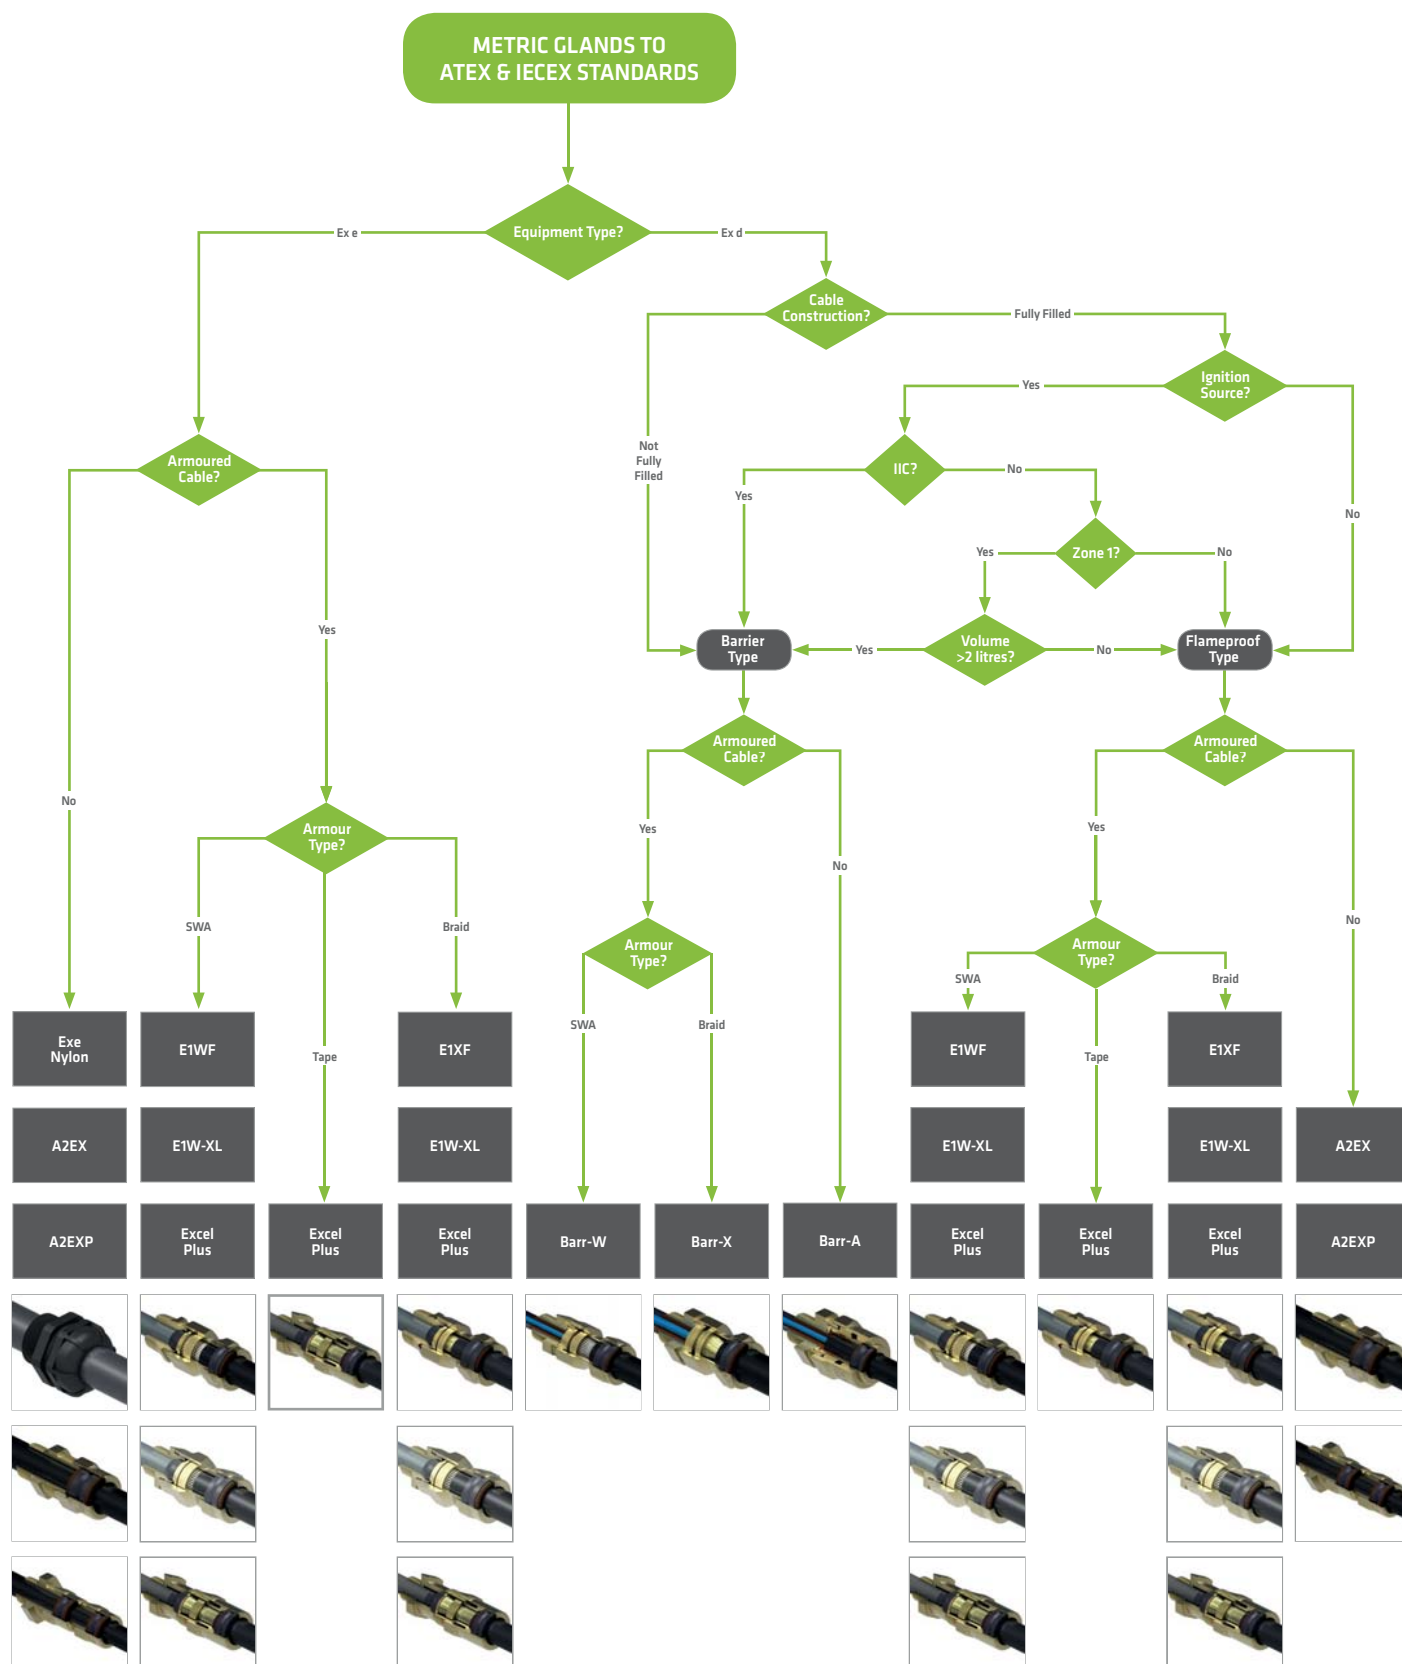 METRIC GLANDS TO
ATEX & IECEX STANDARDS
Equipment Type?
Ex e
Ex d
Cable
Construction?
Fully Filled
Not
Fully
Filled
Ignition
Source?
Yes
No
Armoured
Cable?
IIC?
Yes
No
Zone 1?
Yes
No
No
Yes
Volume
>2 litres?
Yes
No
Barrier
Type
Flameproof
Type
Armoured
Cable?
Armoured
Cable?
Yes
No
Yes
No
Armour
Type?
SWA
Tape
Braid
Armour
Type?
SWA
Braid
Armour
Type?
SWA
Tape
Braid
Exe
Nylon
E1WF
E1XF
E1WF
E1XF
A2EX
E1W-XL
E1W-XL
E1W-XL
E1W-XL
A2EX
A2EXP
Excel
Plus
Excel
Plus
Excel
Plus
Barr-W
Barr-X
Barr-A
Excel
Plus
Excel
Plus
Excel
Plus
A2EXP